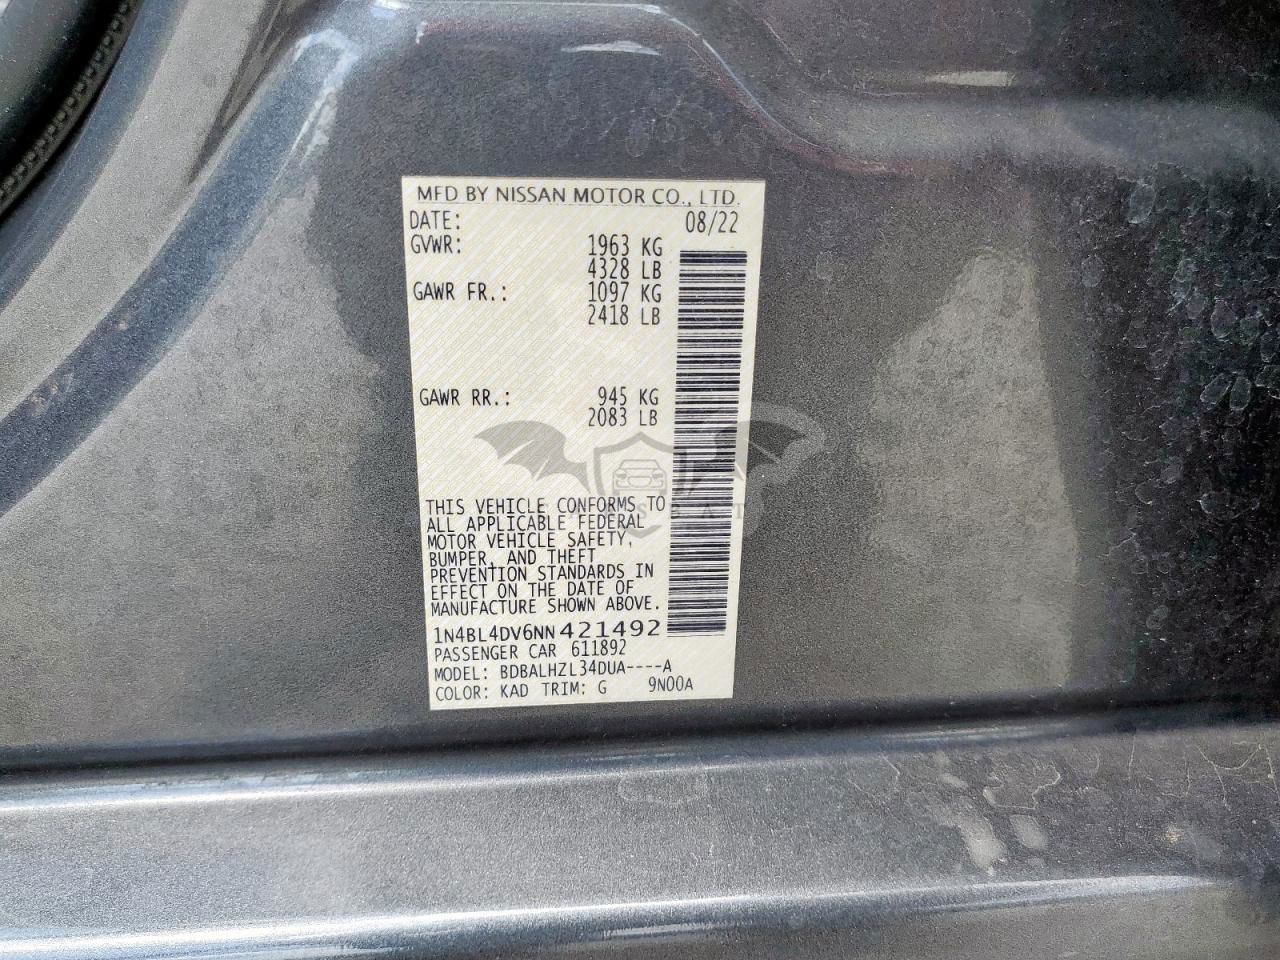 MFD BY NISSAN MOTOR CO., LTD.
DATE: 08/22
GVWR: 1963 KG
4328 LB
GAWR FR.: 1097 KG
2418 LB
GAWR RR.: 945 KG
2083 LB
THIS VEHICLE CONFORMS TO
ALL APPLICABLE FEDERAL
MOTOR VEHICLE SAFETY,
BUMPER, AND THEFT
PREVENTION STANDARDS IN
EFFECT ON THE DATE OF
MANUFACTURE SHOWN ABOVE.
1N4BL4DV6NN421492
PASSENGER CAR 611892
MODEL: BDBALHZL34DUA----A
COLOR: KAD TRIM: G 9N00A